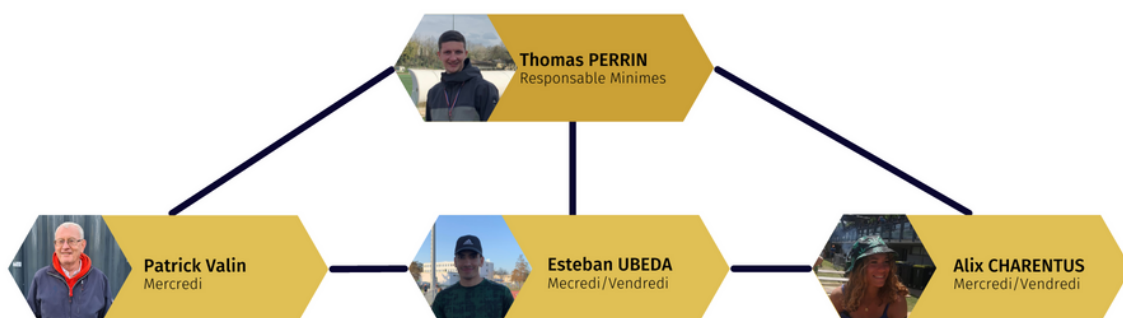 Thomas PERRIN
Responsable Minimes
Patrick Valin
Mercredi
Esteban UBEDA
Mecredi/Vendredi
Alix CHARENTUS
Mercredi/Vendredi